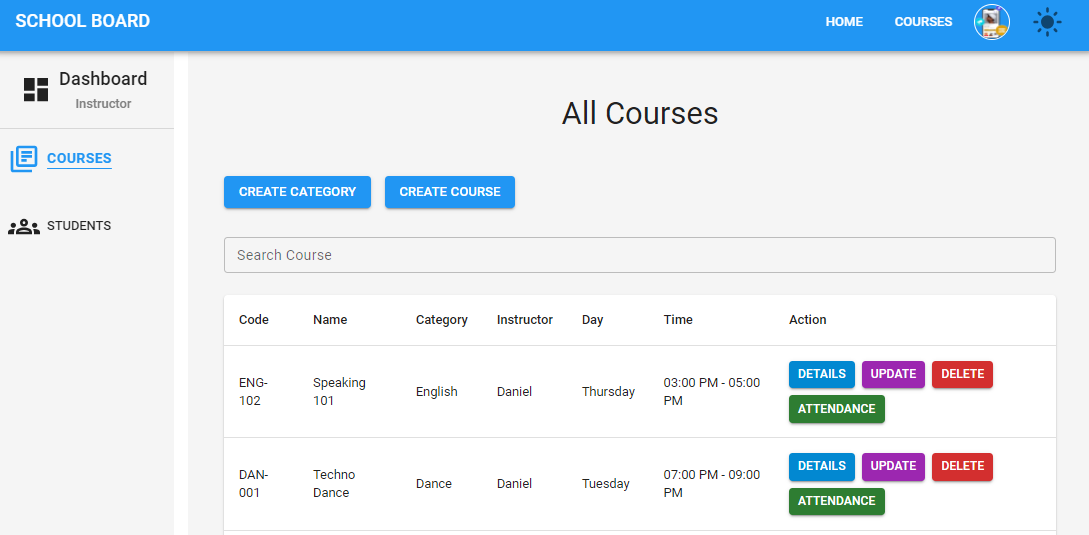 SCHOOL BOARD
HOME
COURSES
Dashboard
Instructor
COURSES
STUDENTS
All Courses
CREATE CATEGORY
CREATE COURSE
Search Course
Code Name Category Instructor Day Time Action
ENG-
102
Speaking
101
English
Daniel
Thursday
03:00 PM - 05:00
PM
DETAILS UPDATE DELETE
ATTENDANCE
DAN-
001
Techno
Dance
Dance
Daniel
Tuesday
07:00 PM - 09:00
PM
DETAILS UPDATE DELETE
ATTENDANCE